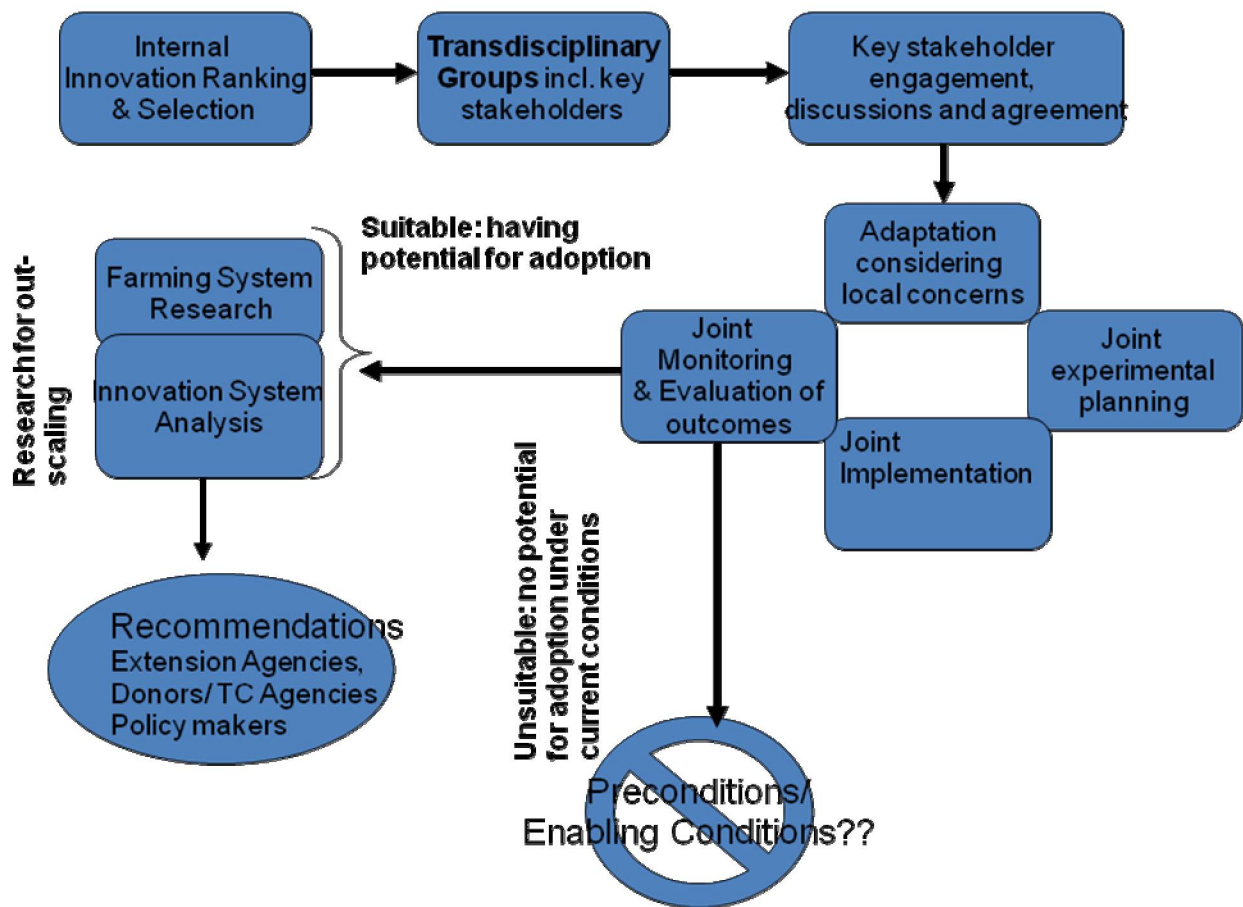 Internal
Innovation Ranking
& Selection
Transdisciplinary
Groups incl. key
stakeholders
Key stakeholder
engagement,
discussions and agreement;
Adaptation
considering
local concerns
Joint
experimental
planning
Joint
Implementation
Joint
Monitoring
& Evaluation of
outcomes
Suitable: having
potential for adoption
Farming System
Research
Innovation System
Analysis
Research for out-
scaling
Recommendations
Extension Agencies,
Donors/ TC Agencies
Policy makers
Unsuitable: no potential
for adoption under
current conditions
Preconditions/
Enabling Conditions??